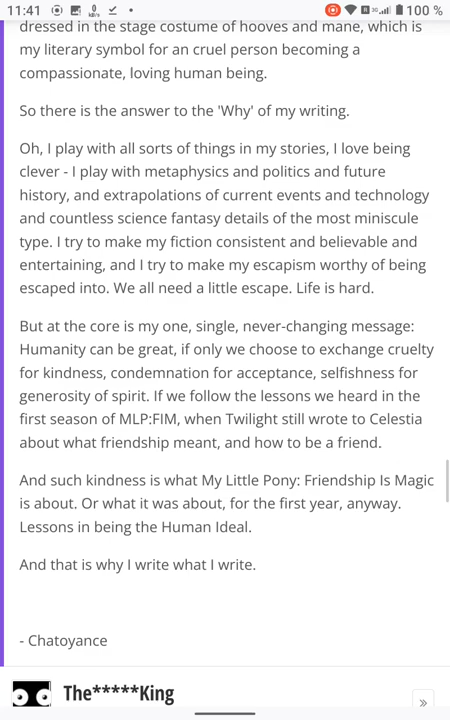 11:41
0
kB/s
R
3G
100 %
dressed in the stage costume of hooves and mane, which is
my literary symbol for an cruel person becoming a
compassionate, loving human being.
So there is the answer to the 'Why' of my writing.
Oh, I play with all sorts of things in my stories, I love being
clever - I play with metaphysics and politics and future
history, and extrapolations of current events and technology
and countless science fantasy details of the most miniscule
type. I try to make my fiction consistent and believable and
entertaining, and I try to make my escapism worthy of being
escaped into. We all need a little escape. Life is hard.
But at the core is my one, single, never-changing message:
Humanity can be great, if only we choose to exchange cruelty
for kindness, condemnation for acceptance, selfishness for
generosity of spirit. If we follow the lessons we heard in the
first season of MLP:FIM, when Twilight still wrote to Celestia
about what friendship meant, and how to be a friend.
And such kindness is what My Little Pony: Friendship Is Magic
is about. Or what it was about, for the first year, anyway.
Lessons in being the Human Ideal.
And that is why I write what I write.
- Chatoyance
The*****King
»